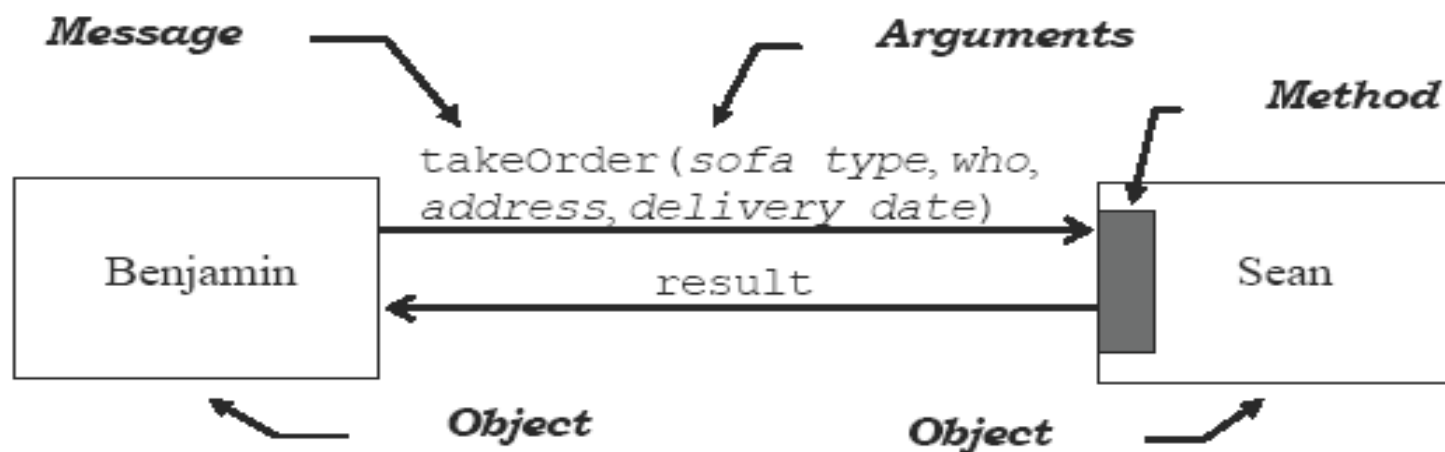 Message
Arguments
Method
takeOrder(sofa type, who,
address, delivery date)
Benjamin
result
Sean
Object
Object